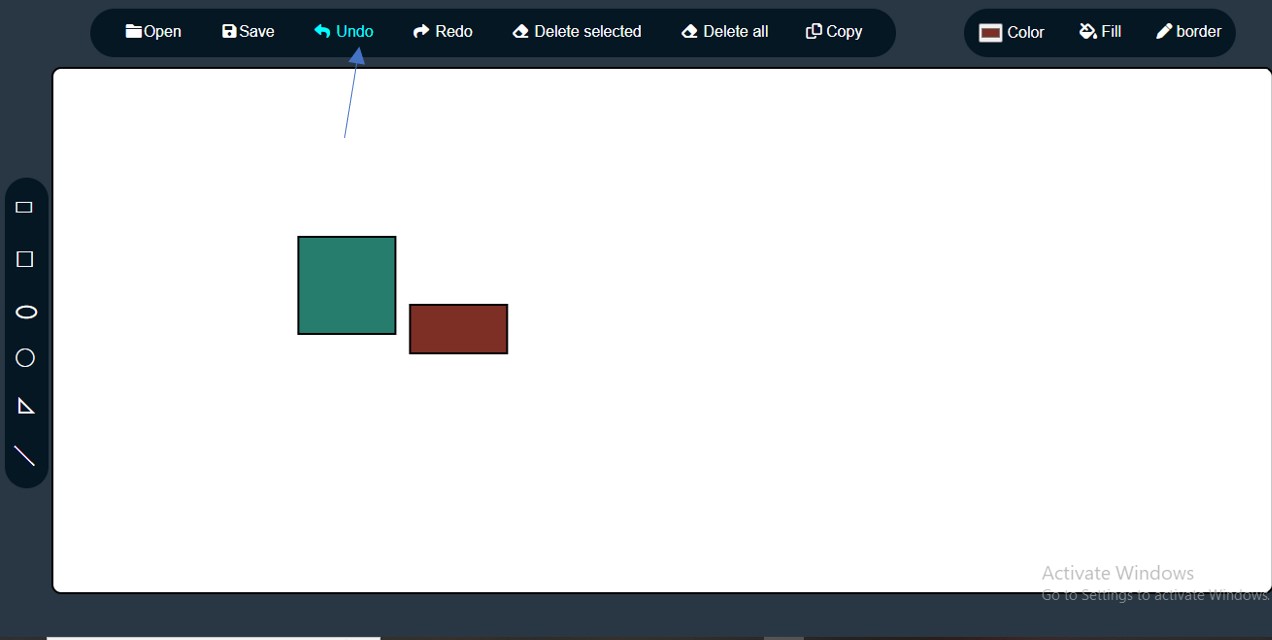 Open Save Undo Redo Delete selected Delete all Copy Color Fill border
Activate Windows
Go to Settings to activate Windows.